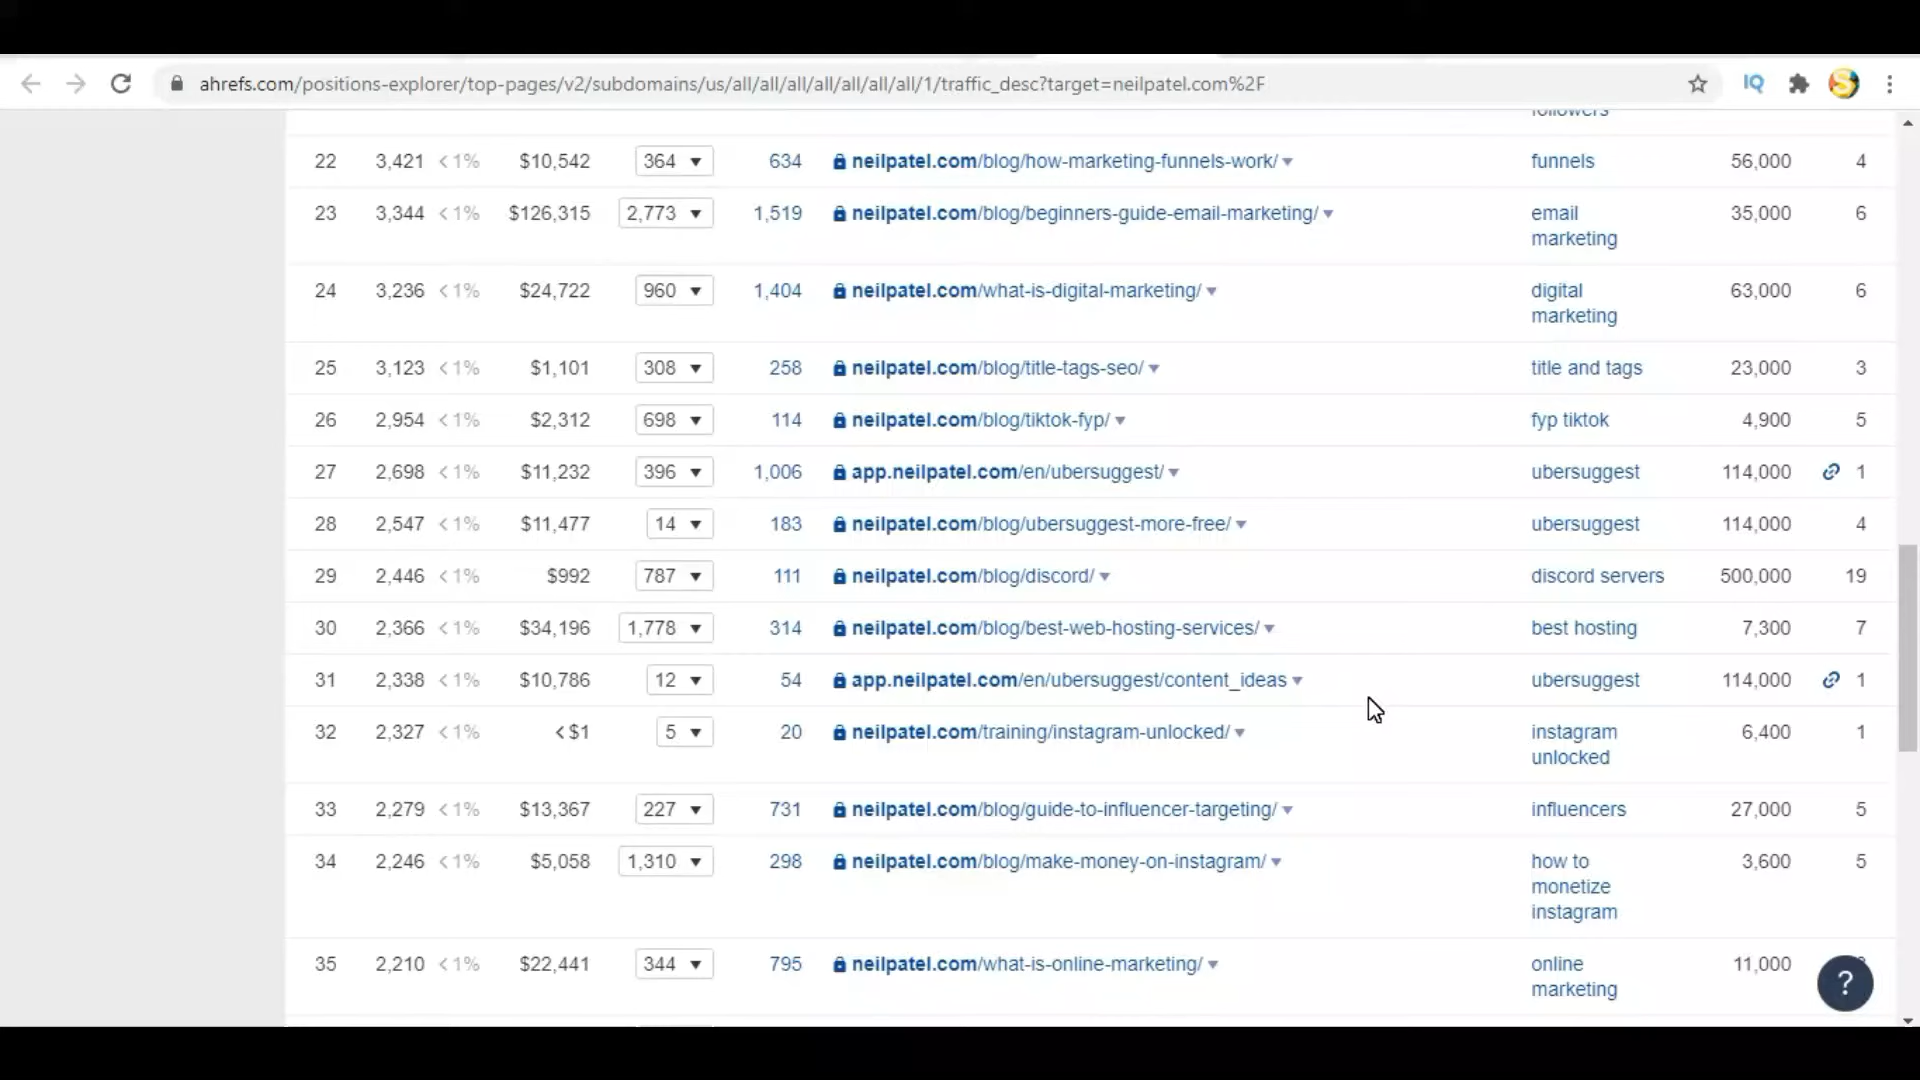 ahrefs.com/positions-explorer/top-pages/v2/subdomains/us/all/all/all/all/all/all/all/1/traffic_desc?target=neilpatel.com%2F
IQ
followers
22 3,421 <1% $10,542 364 634 neilpatel.com/blog/how-marketing-funnels-work/ funnels 56,000 4
23 3,344 <1% $126,315 2,773 1,519 neilpatel.com/blog/beginners-guide-email-marketing/ email 35,000 6
marketing
24 3,236 <1% $24,722 960 1,404 neilpatel.com/what-is-digital-marketing/ digital 63,000 6
marketing
25 3,123 <1% $1,101 308 258 neilpatel.com/blog/title-tags-seo/ title and tags 23,000 3
26 2,954 <1% $2,312 698 114 neilpatel.com/blog/tiktok-fyp/ fyp tiktok 4,900 5
27 2,698 <1% $11,232 396 1,006 app.neilpatel.com/en/ubersuggest/ ubersuggest 114,000 1
28 2,547 <1% $11,477 14 183 neilpatel.com/blog/ubersuggest-more-free/ ubersuggest 114,000 4
29 2,446 <1% $992 787 111 neilpatel.com/blog/discord/ discord servers 500,000 19
30 2,366 <1% $34,196 1,778 314 neilpatel.com/blog/best-web-hosting-services/ best hosting 7,300 7
31 2,338 <1% $10,786 12 54 app.neilpatel.com/en/ubersuggest/content_ideas ubersuggest 114,000 1
32 2,327 <1% <$1 5 20 neilpatel.com/training/instagram-unlocked/ instagram 6,400 1
unlocked
33 2,279 <1% $13,367 227 731 neilpatel.com/blog/guide-to-influencer-targeting/ influencers 27,000 5
34 2,246 <1% $5,058 1,310 298 neilpatel.com/blog/make-money-on-instagram/ how to 3,600 5
monetize
instagram
35 2,210 <1% $22,441 344 795 neilpatel.com/what-is-online-marketing/ online 11,000
marketing
?